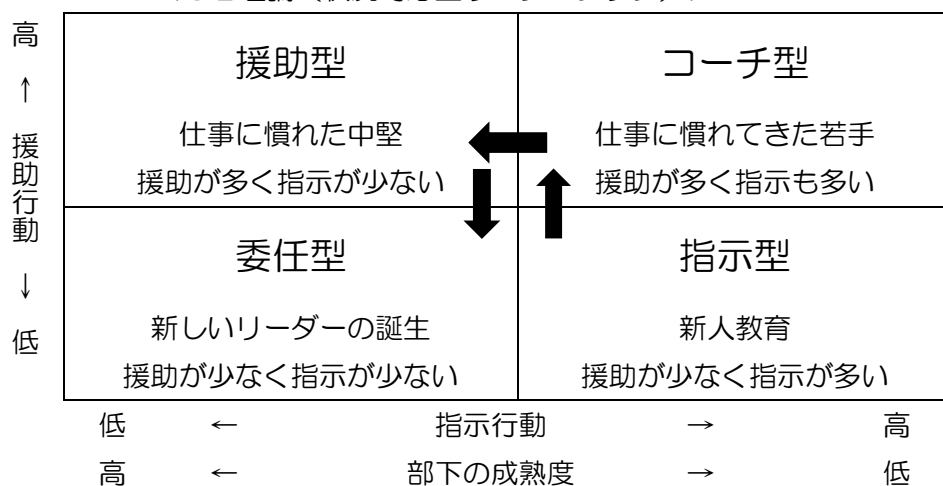 高
↑
援助行動
↓
低
援助型
仕事に慣れた中堅
援助が多く指示が少ない
コーチ型
仕事に慣れてきた若手
援助が多く指示も多い
委任型
新しいリーダーの誕生
援助が少なく指示が少ない
指示型
新人教育
援助が少なく指示が多い
低 ← 指示行動 → 高
高 ← 部下の成熟度 → 低